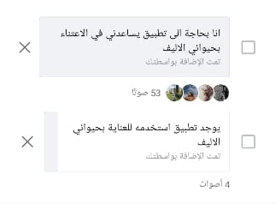 انا بحاجة الى تطبيق يساعدني في الاعتناء
بحيواني الاليف
تمت الإضافة بواسطتك
53 صوتًا
يوجد تطبيق استخدمه للعناية بحيواني
الاليف
تمت الإضافة بواسطتك
4 أصوات